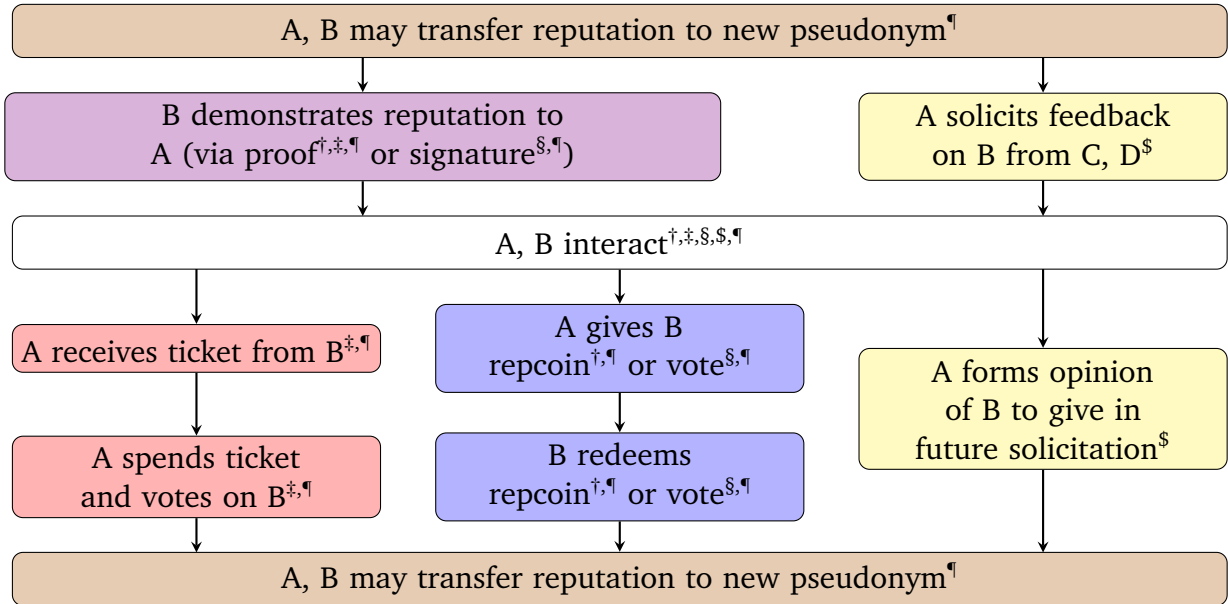 A, B may transfer reputation to new pseudonym¶
B demonstrates reputation to
A (via proof†,‡,¶ or signature§,¶)
A solicits feedback
on B from C, D$
A, B interact†,‡,§,$,¶
A receives ticket from B‡,¶
A spends ticket
and votes on B‡,¶
A gives B
repcoin†,¶ or vote§,¶
B redeems
repcoin†,¶ or vote§,¶
A forms opinion
of B to give in
future solicitation$
A, B may transfer reputation to new pseudonym¶